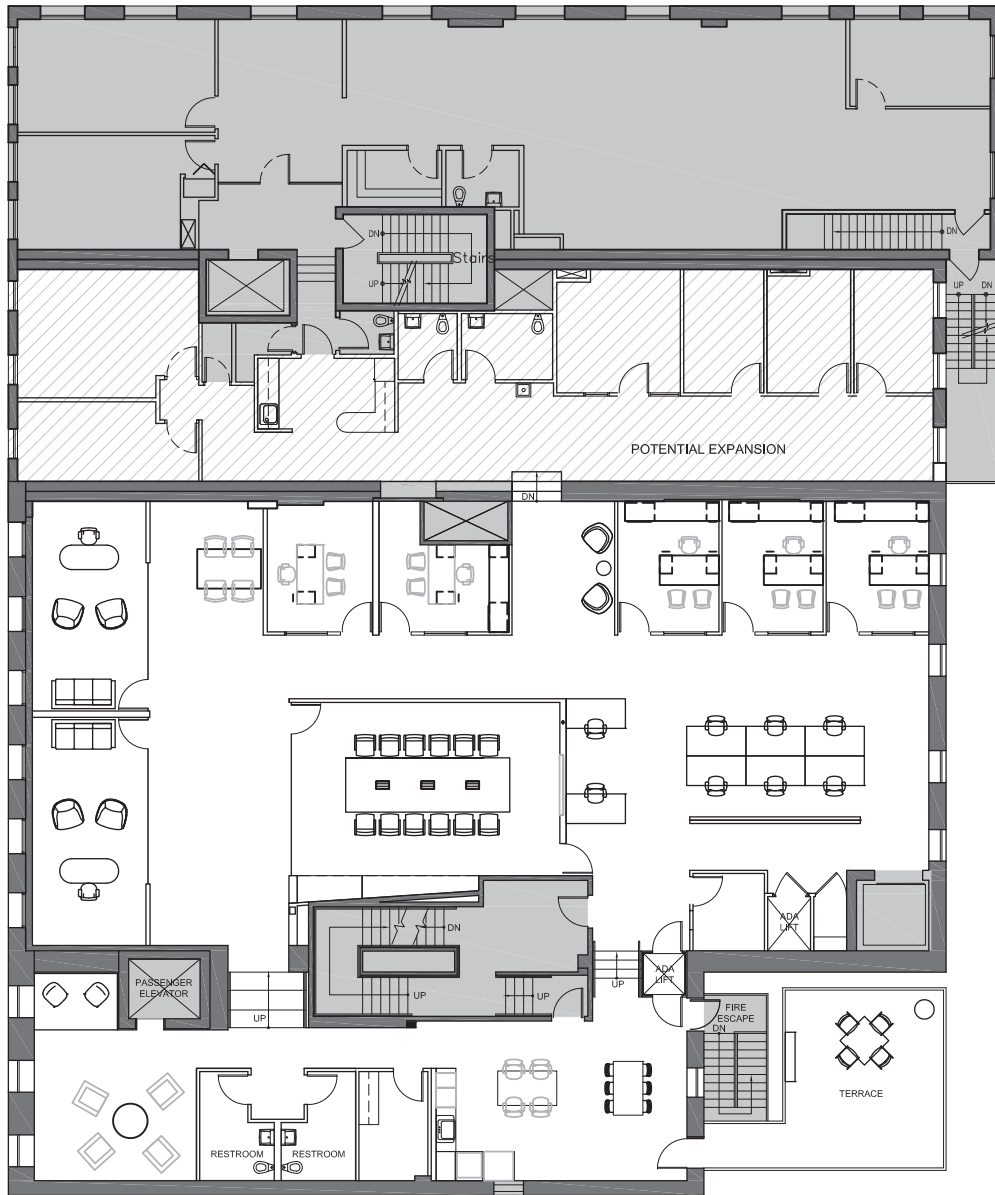 DN
Stairs
UP
DN
UP
DN
POTENTIAL EXPANSION
DN
DN
UP
UP
ADA
LIFT
UP
ADA
LIFT
PASSENGER
ELEVATOR
UP
FIRE
ESCAPE
DN
TERRACE
RESTROOM
RESTROOM